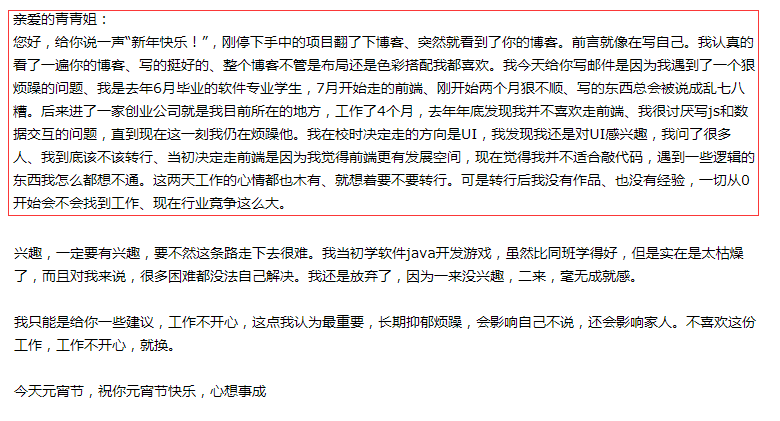 亲爱的青青姐：
您好，给你说一声“新年快乐！”，刚停下手中的项目翻了下博客、突然就看到了你的博客。前言就像在写自己。我认真的
看了一遍你的博客、写的挺好的、整个博客不管是布局还是色彩搭配我都喜欢。我今天给你写邮件是因为我遇到了一个狠
烦躁的问题、我是去年6月毕业的软件专业学生，7月开始走的前端、刚开始两个月狠不顺、写的东西总会被说成乱七八
糟。后来进了一家创业公司就是我目前所在的地方，工作了4个月，去年年底发现我并不喜欢走前端、我很讨厌写js和数
据交互的问题，直到现在这一刻我仍在烦躁他。我在校时决定走的方向是UI，我发现我还是对UI感兴趣，我问了很多
人、我到底该不该转行、当初决定走前端是因为我觉得前端更有发展空间，现在觉得我并不适合敲代码，遇到一些逻辑的
东西我怎么都想不通。这两天工作的心情都也木有、就想着要不要转行。可是转行后我没有作品、也没有经验，一切从0
开始会不会找到工作、现在行业竞争这么大。
兴趣，一定要有兴趣，要不然这条路走下去很难。我当初学软件java开发游戏，虽然比同班学得好，但是实在是太枯燥
了，而且对我来说，很多困难都没法自己解决。我还是放弃了，因为一来没兴趣，二来，毫无成就感。
我只能是给你一些建议，工作不开心，这点我认为最重要，长期抑郁烦躁，会影响自己不说，还会影响家人。不喜欢这份
工作，工作不开心，就换。
今天元宵节，祝你元宵节快乐，心想事成